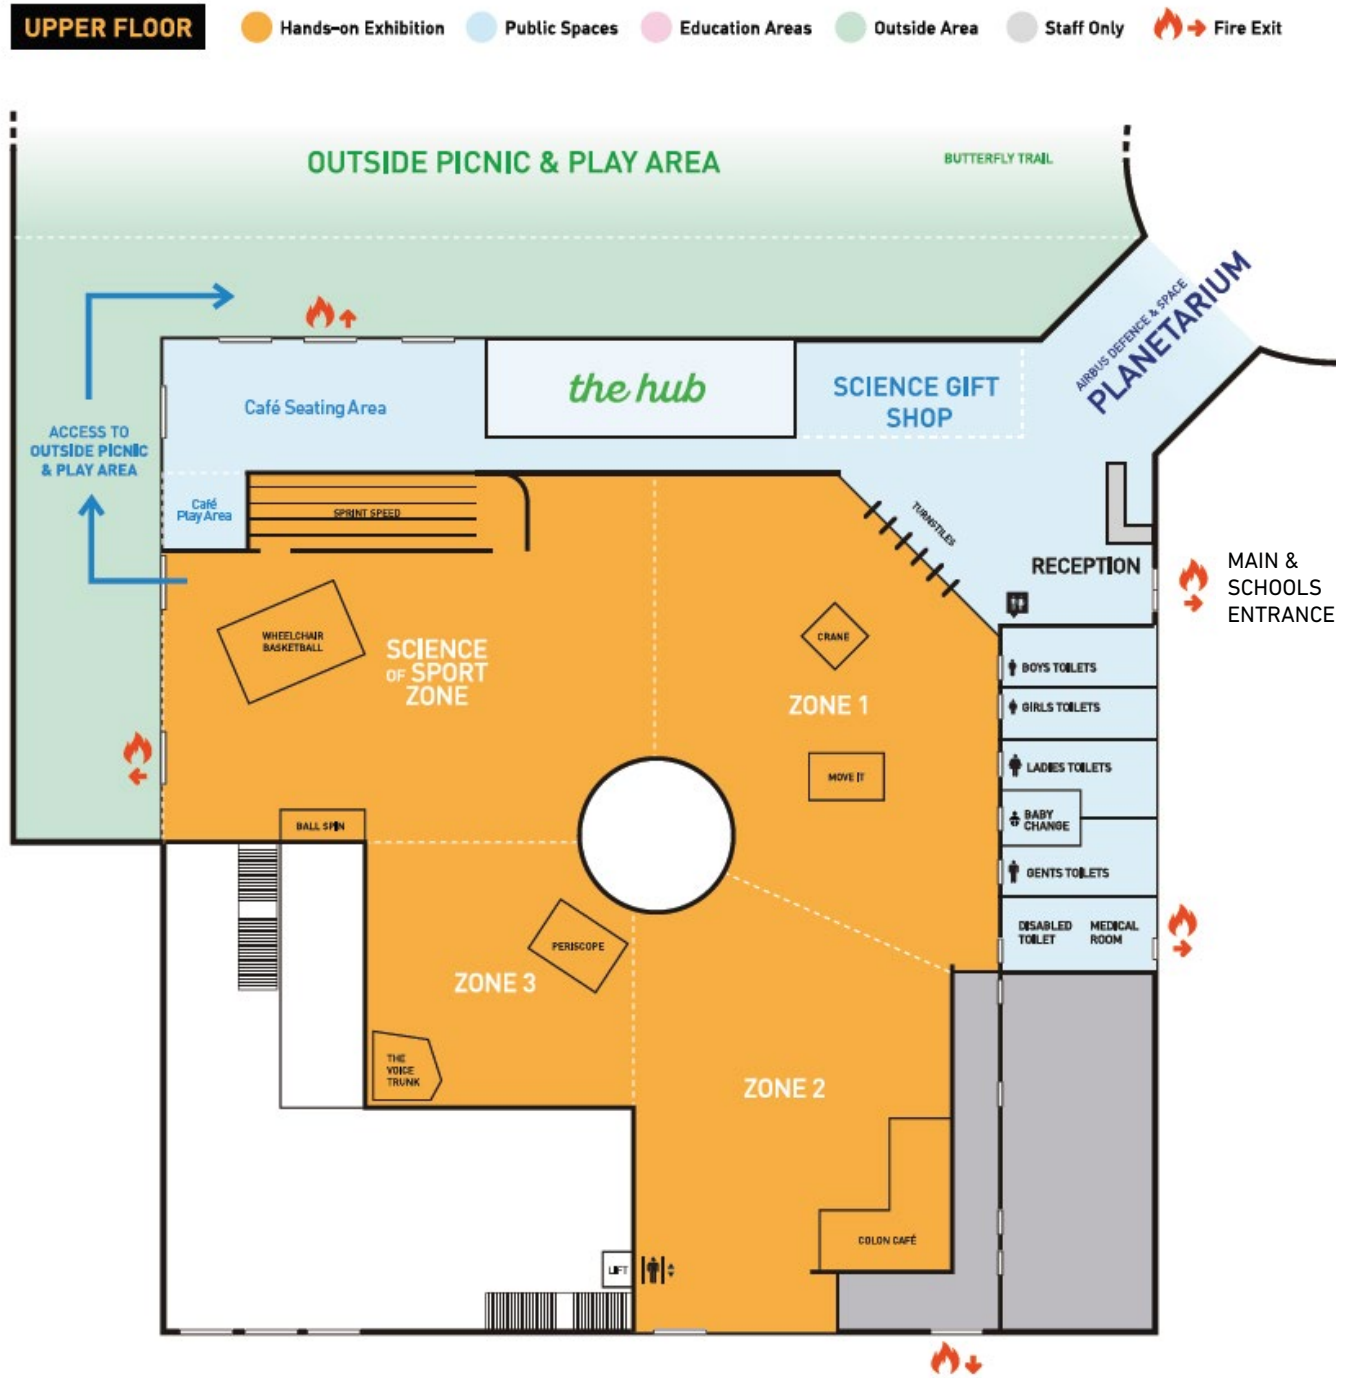 UPPER FLOOR
Hands-on Exhibition
Public Spaces
Education Areas
Outside Area
Staff Only
Fire Exit
OUTSIDE PICNIC & PLAY AREA
BUTTERFLY TRAIL
AIRBUS DEFENCE & SPACE
PLANETARIUM
the hub
SCIENCE GIFT
SHOP
Café Seating Area
ACCESS TO
OUTSIDE PICNIC
& PLAY AREA
Café
Play Area
SPRINT SPEED
TURNSTILES
RECEPTION
MAIN &
SCHOOLS
ENTRANCE
WHEELCHAIR
BASKETBALL
SCIENCE
OF SPORT
ZONE
CRANE
ZONE 1
MOVE IT
BOYS TOILETS
GIRLS TOILETS
LADIES TOILETS
BABY
CHANGE
GENTS TOILETS
DISABLED
TOILET
MEDICAL
ROOM
BALL SPIN
PERISCOPE
ZONE 3
THE
VOICE
TRUNK
ZONE 2
COLON CAFÉ
LIFT